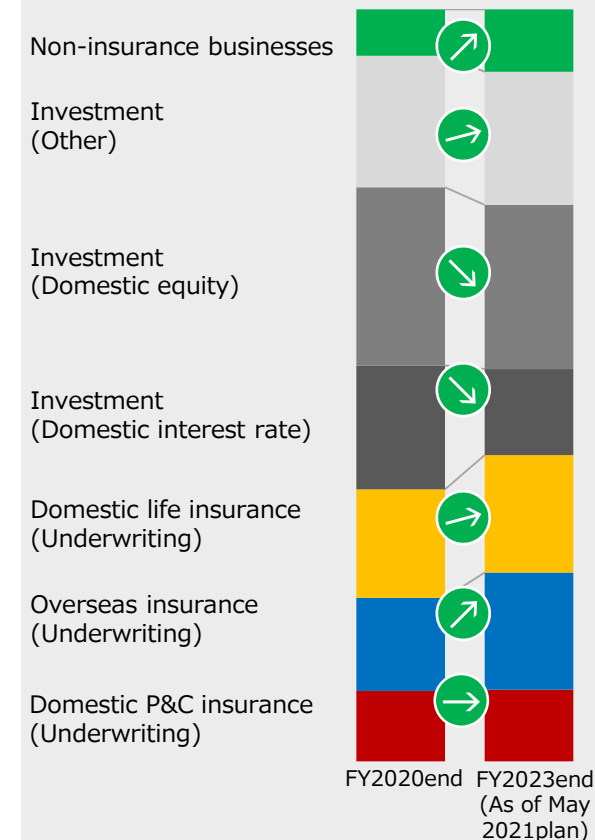 Non-insurance businesses
Investment
(Other)
Investment
(Domestic equity)
Investment
(Domestic interest rate)
Domestic life insurance
(Underwriting)
Overseas insurance
(Underwriting)
Domestic P&C insurance
(Underwriting)
FY2020end
FY2023end
(As of May
2021plan)